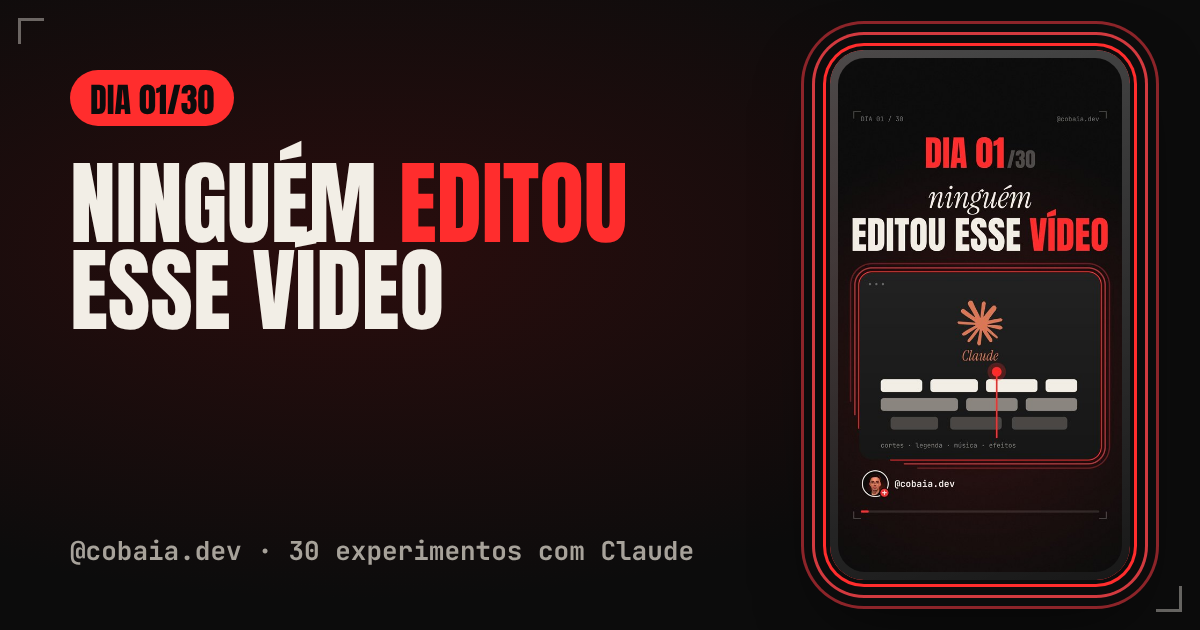 DIA 01/30
NINGUÉM EDITOU
ESSE VÍDEO
@cobaia.dev · 30 experimentos com Claude
DIA 01 / 30
@cobaia.dev
DIA 01/30
ninguém
EDITOU ESSE VÍDEO
Claude
cortes · legenda · música · efeitos
@cobaia.dev